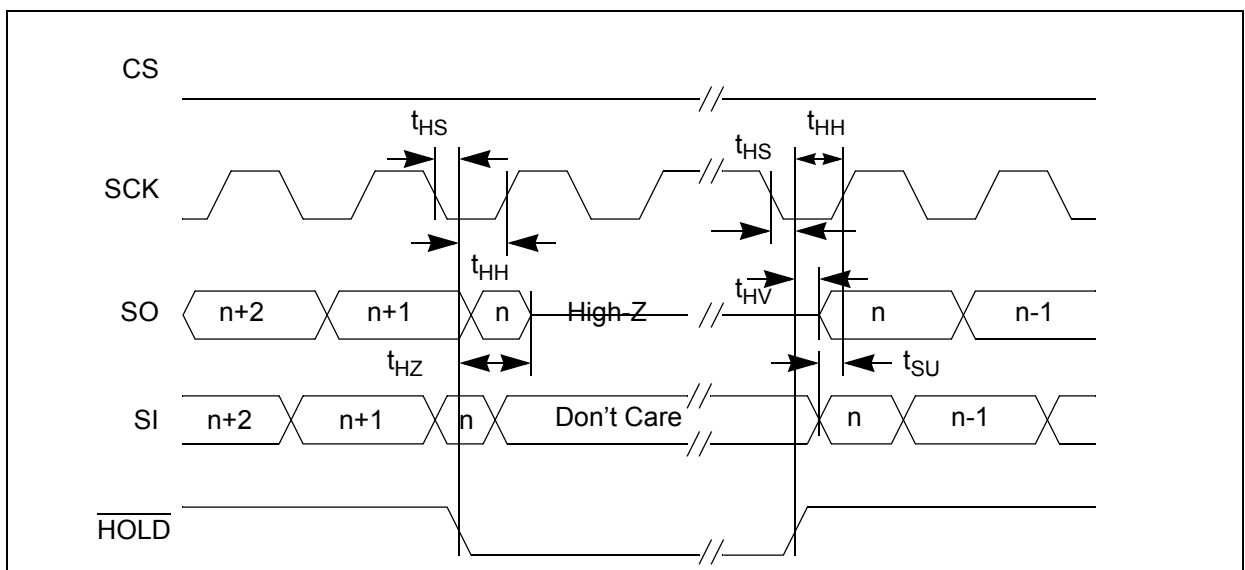 CS
tHS
tHH
tHS
SCK
tHH
tHV
SO
n+2
n+1
n
High-Z
n
n-1
tHZ
tSU
SI
n+2
n+1
n
Don't Care
n
n-1
HOLD